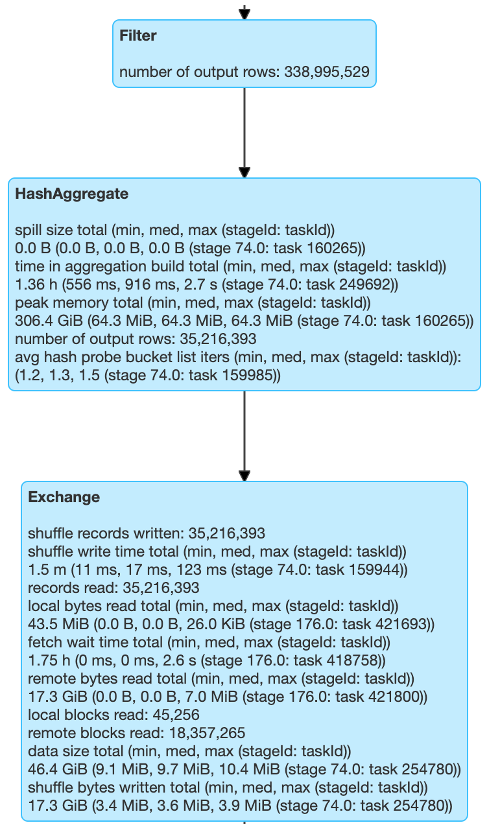 Filter
number of output rows: 338,995,529
HashAggregate
spill size total (min, med, max (stageId: taskId))
0.0 B (0.0 B, 0.0 B, 0.0 B (stage 74.0: task 160265))
time in aggregation build total (min, med, max (stageId: taskId))
1.36 h (556 ms, 916 ms, 2.7 s (stage 74.0: task 249692))
peak memory total (min, med, max (stageId: taskId))
306.4 GiB (64.3 MiB, 64.3 MiB, 64.3 MiB (stage 74.0: task 160265))
number of output rows: 35,216,393
avg hash probe bucket list iters (min, med, max (stageId: taskId)):
(1.2, 1.3, 1.5 (stage 74.0: task 159985))
Exchange
shuffle records written: 35,216,393
shuffle write time total (min, med, max (stageId: taskId))
1.5 m (11 ms, 17 ms, 123 ms (stage 74.0: task 159944))
records read: 35,216,393
local bytes read total (min, med, max (stageId: taskId))
43.5 MiB (0.0 B, 0.0 B, 26.0 KiB (stage 176.0: task 421693))
fetch wait time total (min, med, max (stageId: taskId))
1.75 h (0 ms, 0 ms, 2.6 s (stage 176.0: task 418758))
remote bytes read total (min, med, max (stageId: taskId))
17.3 GiB (0.0 B, 0.0 B, 7.0 MiB (stage 176.0: task 421800))
local blocks read: 45,256
remote blocks read: 18,357,265
data size total (min, med, max (stageId: taskId))
46.4 GiB (9.1 MiB, 9.7 MiB, 10.4 MiB (stage 74.0: task 254780))
shuffle bytes written total (min, med, max (stageId: taskId))
17.3 GiB (3.4 MiB, 3.6 MiB, 3.9 MiB (stage 74.0: task 254780))